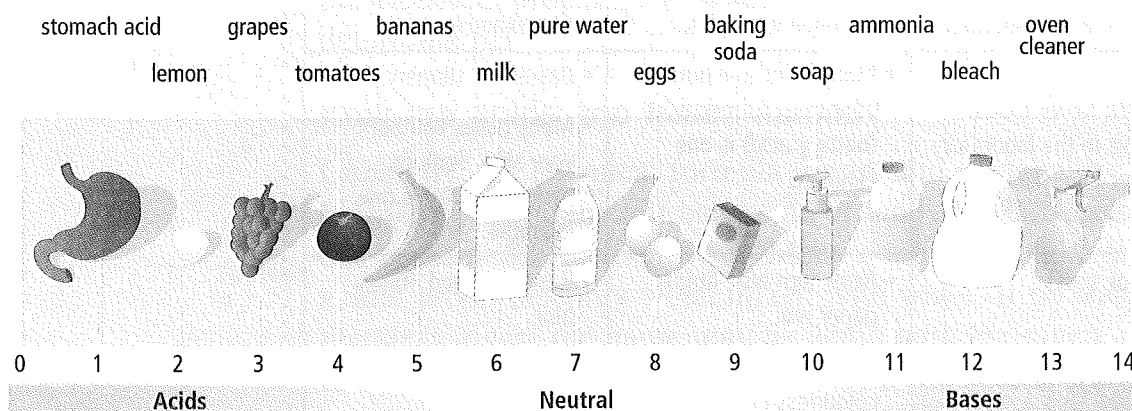 stomach acid grapes bananas pure water baking soda ammonia oven cleaner
lemon tomatoes milk eggs soap bleach
0 1 2 3 4 5 6 7 8 9 10 11 12 13 14
Acids Neutral Bases